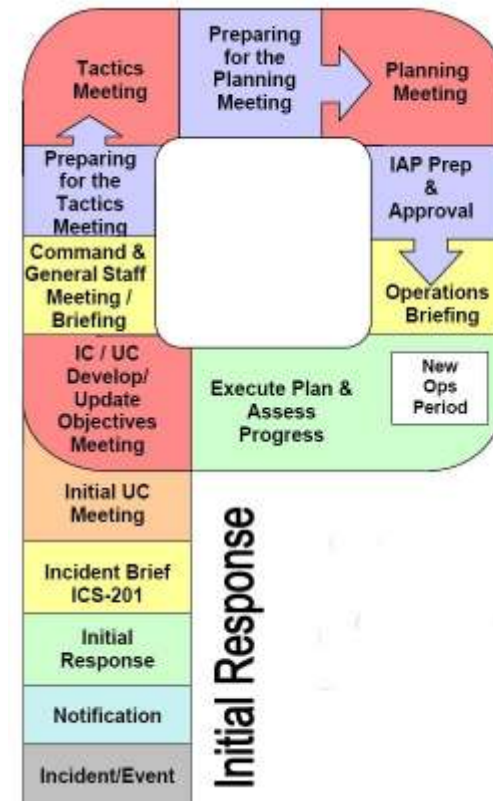 Tactics
Meeting
Preparing
for the
Planning
Meeting
Planning
Meeting
Preparing
for the
Tactics
Meeting
IAP Prep
&
Approval
Command &
General Staff
Meeting /
Briefing
Operations
Briefing
IC / UC
Develop/
Update
Objectives
Meeting
Execute Plan &
Assess
Progress
New
Ops
Period
Initial UC
Meeting
Incident Brief
ICS-201
Initial
Response
Notification
Incident/Event
Initial Response